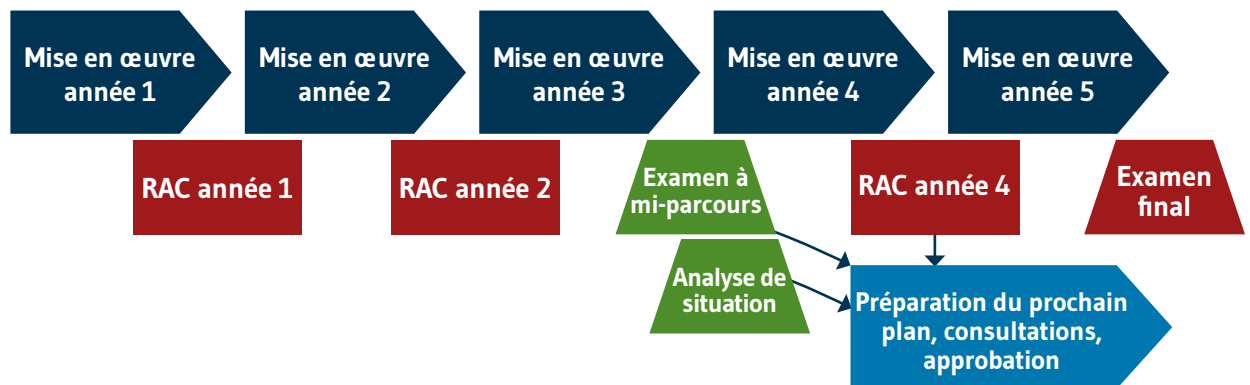 Mise en œuvre
année 1
Mise en œuvre
année 2
Mise en œuvre
année 3
Mise en œuvre
année 4
Mise en œuvre
année 5
RAC année 1
RAC année 2
Examen à
mi-parcours
RAC année 4
Examen
final
Analyse de
situation
Préparation du prochain
plan, consultations,
approbation